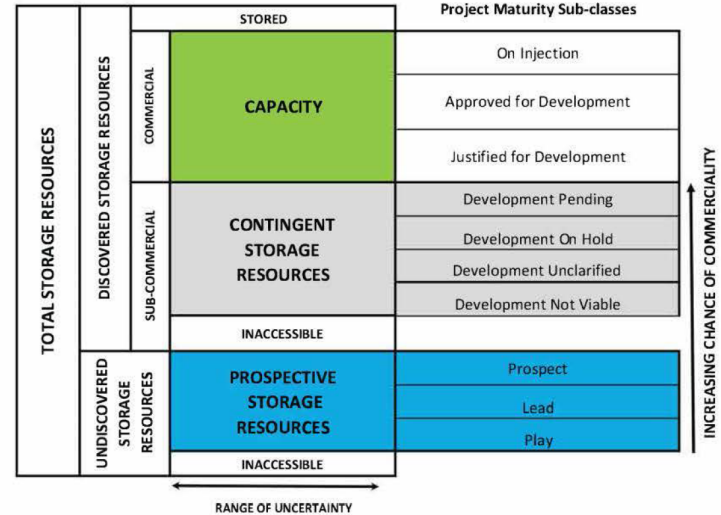 Project Maturity Sub-classes
TOTAL STORAGE RESOURCES
DISCOVERED STORAGE RESOURCES
STORED
COMMERCIAL
CAPACITY
On Injection
Approved for Development
Justified for Development
SUB-COMMERCIAL
CONTINGENT
STORAGE
RESOURCES
Development Pending
Development On Hold
Development Unclarified
Development Not Viable
INACCESSIBLE
UNDISCOVERED
STORAGE
RESOURCES
PROSPECTIVE
STORAGE
RESOURCES
Prospect
Lead
Play
INACCESSIBLE
RANGE OF UNCERTAINTY
INCREASING CHANCE OF COMMERCIALITY